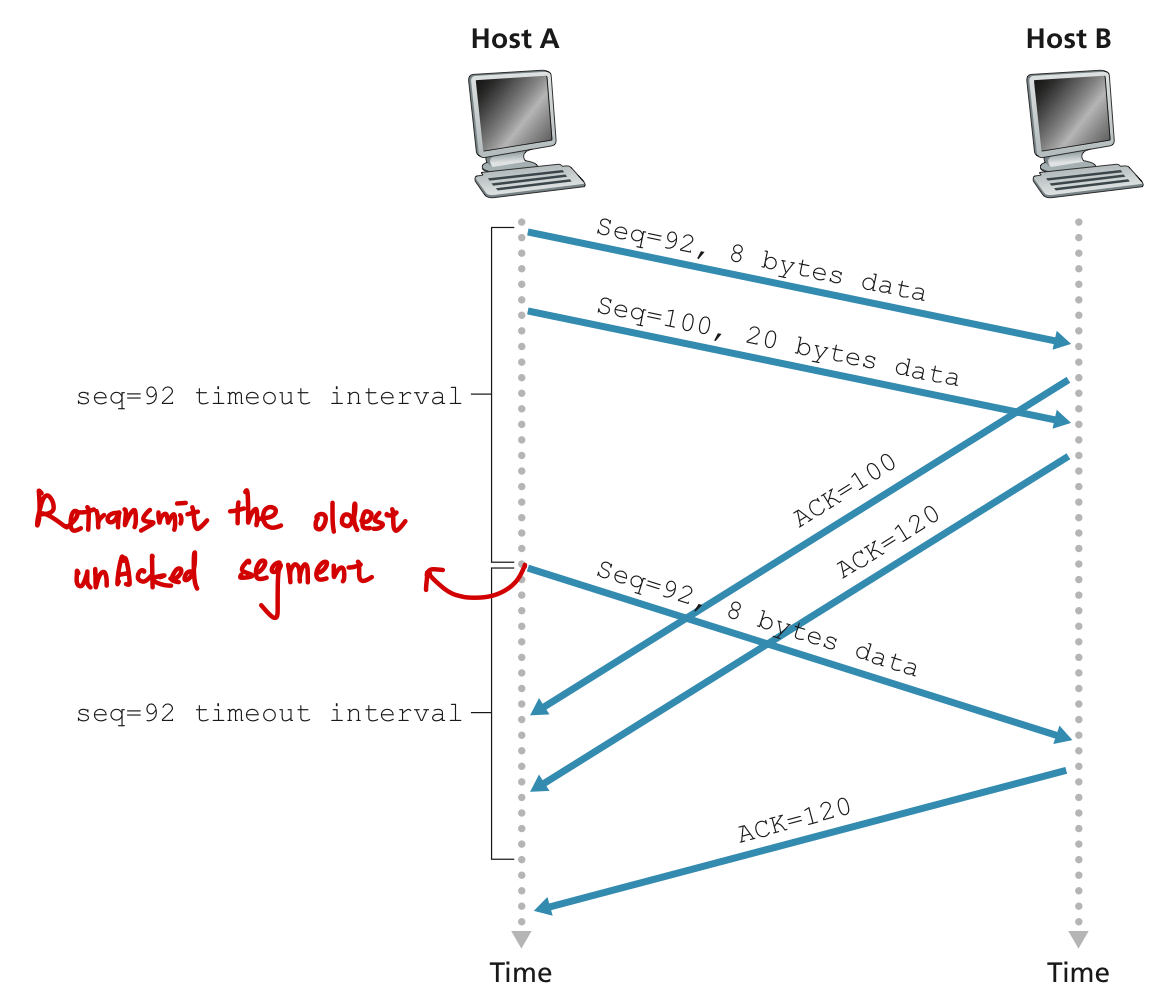 Host A
Host B
Seq=92, 8 bytes data
Seq=100, 20 bytes data
seq=92 timeout interval
ACK=100
ACK=120
Retransmit the oldest
unAcked segment
Seq=92, 8 bytes data
seq=92 timeout interval
ACK=120
Time
Time